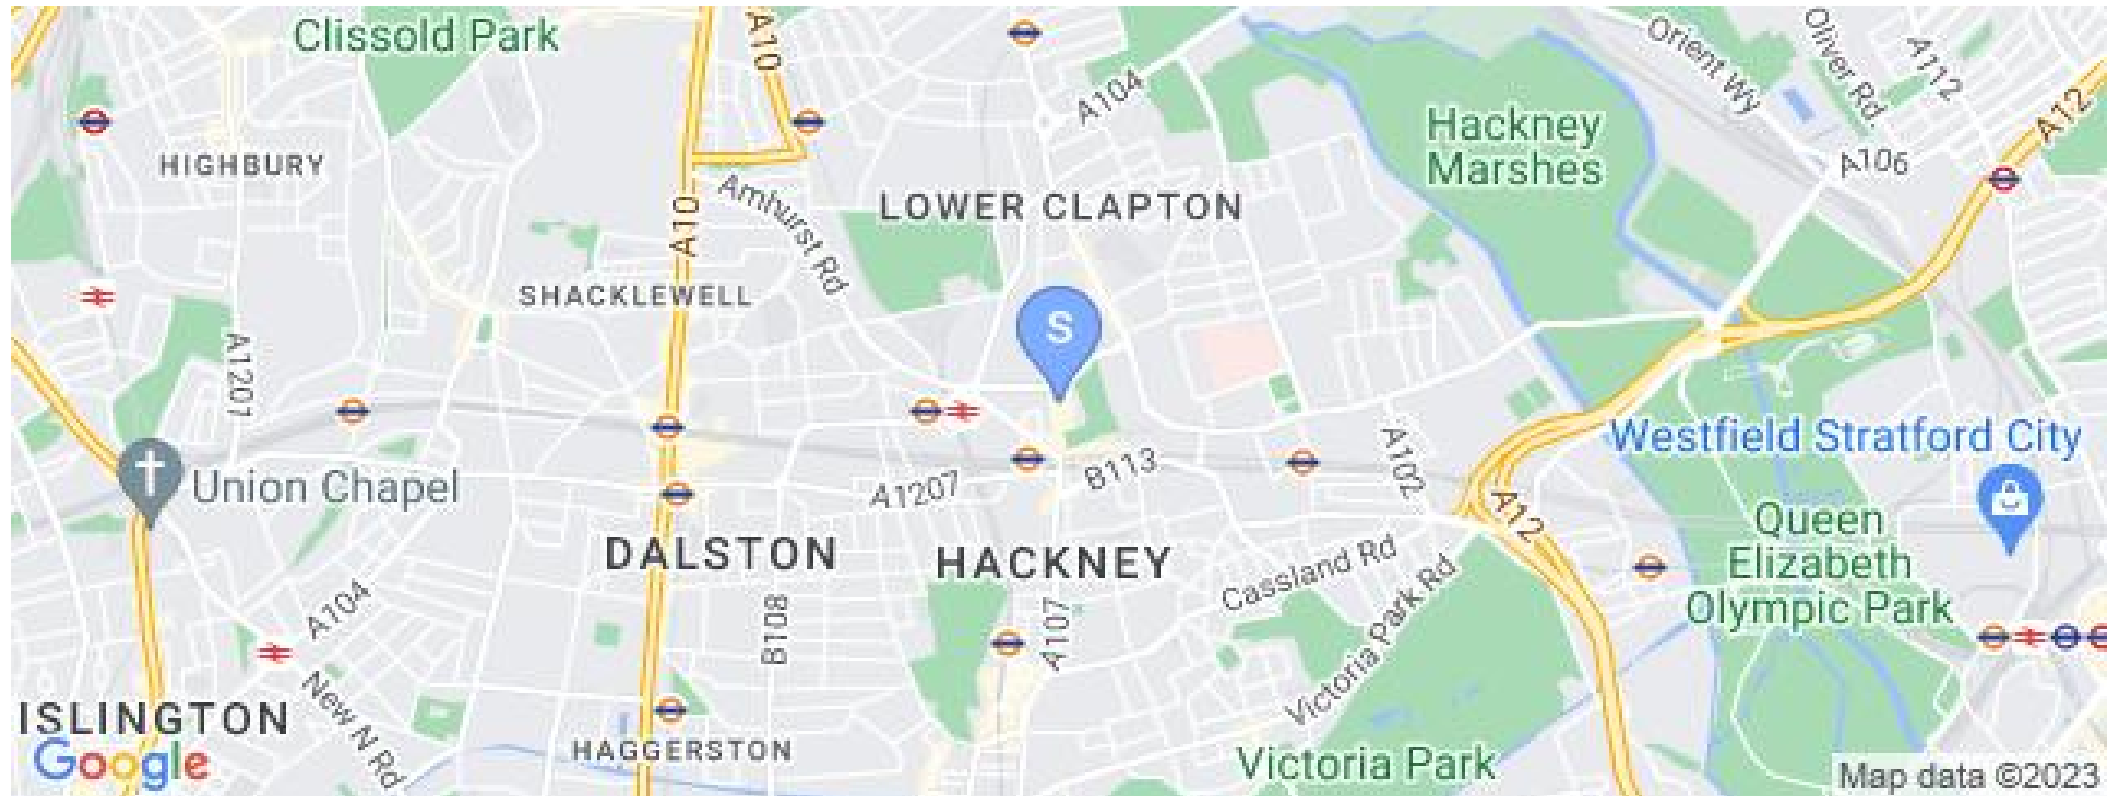 Clissold Park
A10
A104
Orient Wy
Oliver Rd.
A112
A12
Hackney
Marshes
A106
HIGHBURY
Amhurst Rd
LOWER CLAPTON
A10
SHACKLEWELL
S
A1201
Westfield Stratford City
A102
Union Chapel
A1207
B113
A12
Queen
Elizabeth
Olympic Park
DALSTON
HACKNEY
Cassland Rd
Victoria Park Rd
A104
B108
A107
New N Rd
ISLINGTON
HAGGERSTON
Victoria Park
Google
Map data ©2023